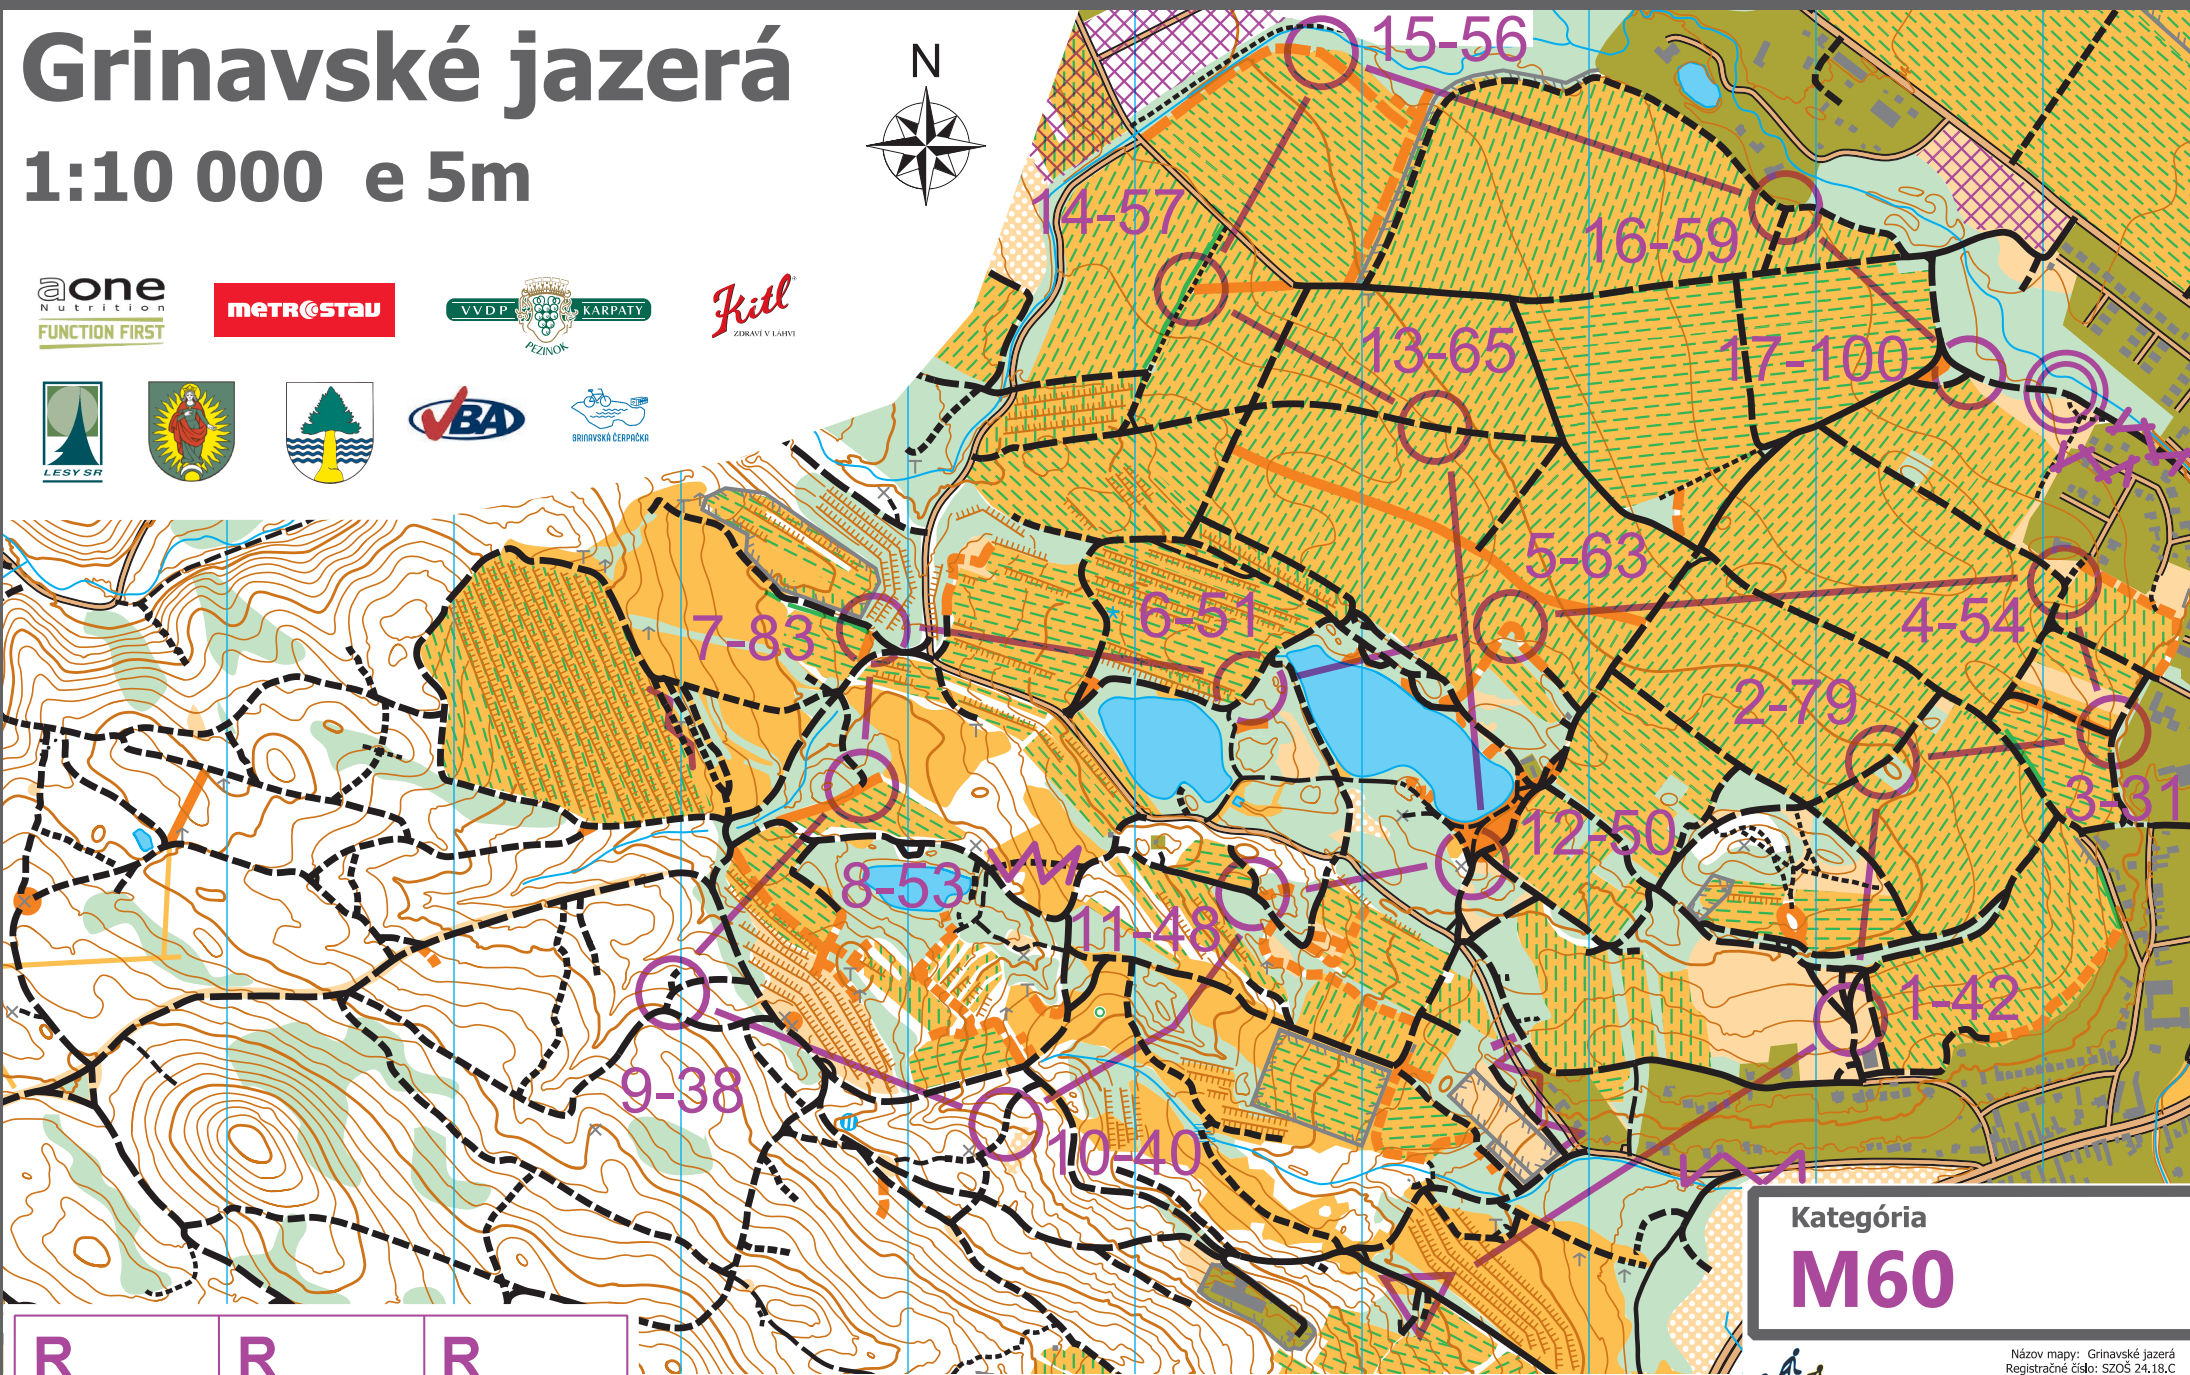 Grinavské jazerá
1:10 000 e 5m
N
aone
Nutrition
FUNCTION FIRST
METROSTAV
VVDP KARPATY
PEZINOK
Kitl
ZDRAVÍ V LÁHVI
LESY SR
VBA
GRINAVSKÁ ČERPAČKA
15-56
14-57
16-59
13-65
17-100
5-63
6-51
7-83
4-54
2-79
3-31
12-50
8-53
11-48
1-42
9-38
10-40
Kategória
M60
R
R
R
Názov mapy: Grinavské jazerá
Registračné číslo: SZOŠ 24.18.C